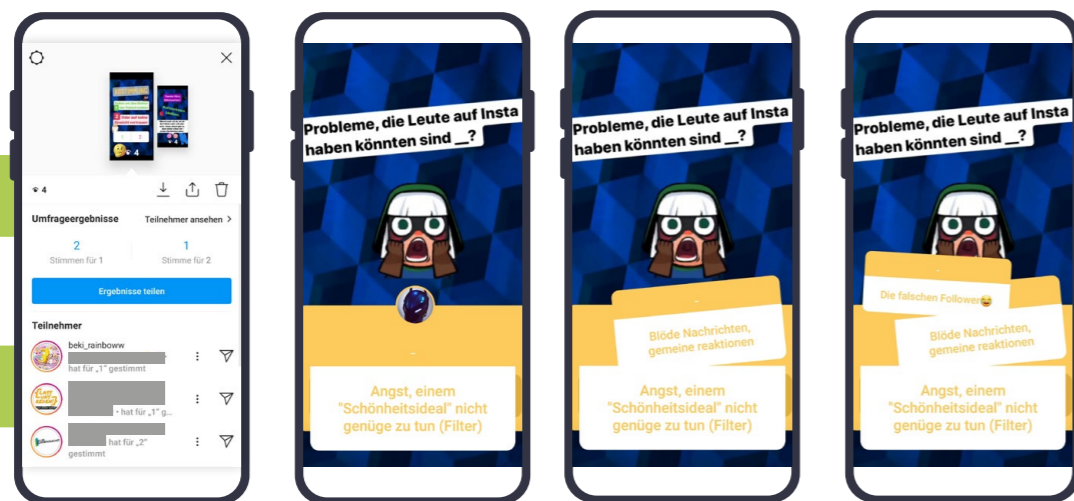 4
Umfrageergebnisse
Teilnehmer ansehen >
2
1
Stimmen für 1
Stimme für 2
Ergebnisse teilen
Teilnehmer
beki_rainboww
hat für „1“ gestimmt
• hat für „1“ g...
hat für „2“
gestimmt
Probleme, die Leute auf Insta
haben könnten sind __?
Angst, einem
"Schönheitsideal" nicht
genüge zu tun (Filter)
Probleme, die Leute auf Insta
haben könnten sind __?
Blöde Nachrichten,
gemeine reaktionen
Angst, einem
"Schönheitsideal" nicht
genüge zu tun (Filter)
Probleme, die Leute auf Insta
haben könnten sind __?
Die falschen Follower😅
Blöde Nachrichten,
gemeine reaktionen
Angst, einem
"Schönheitsideal" nicht
genüge zu tun (Filter)